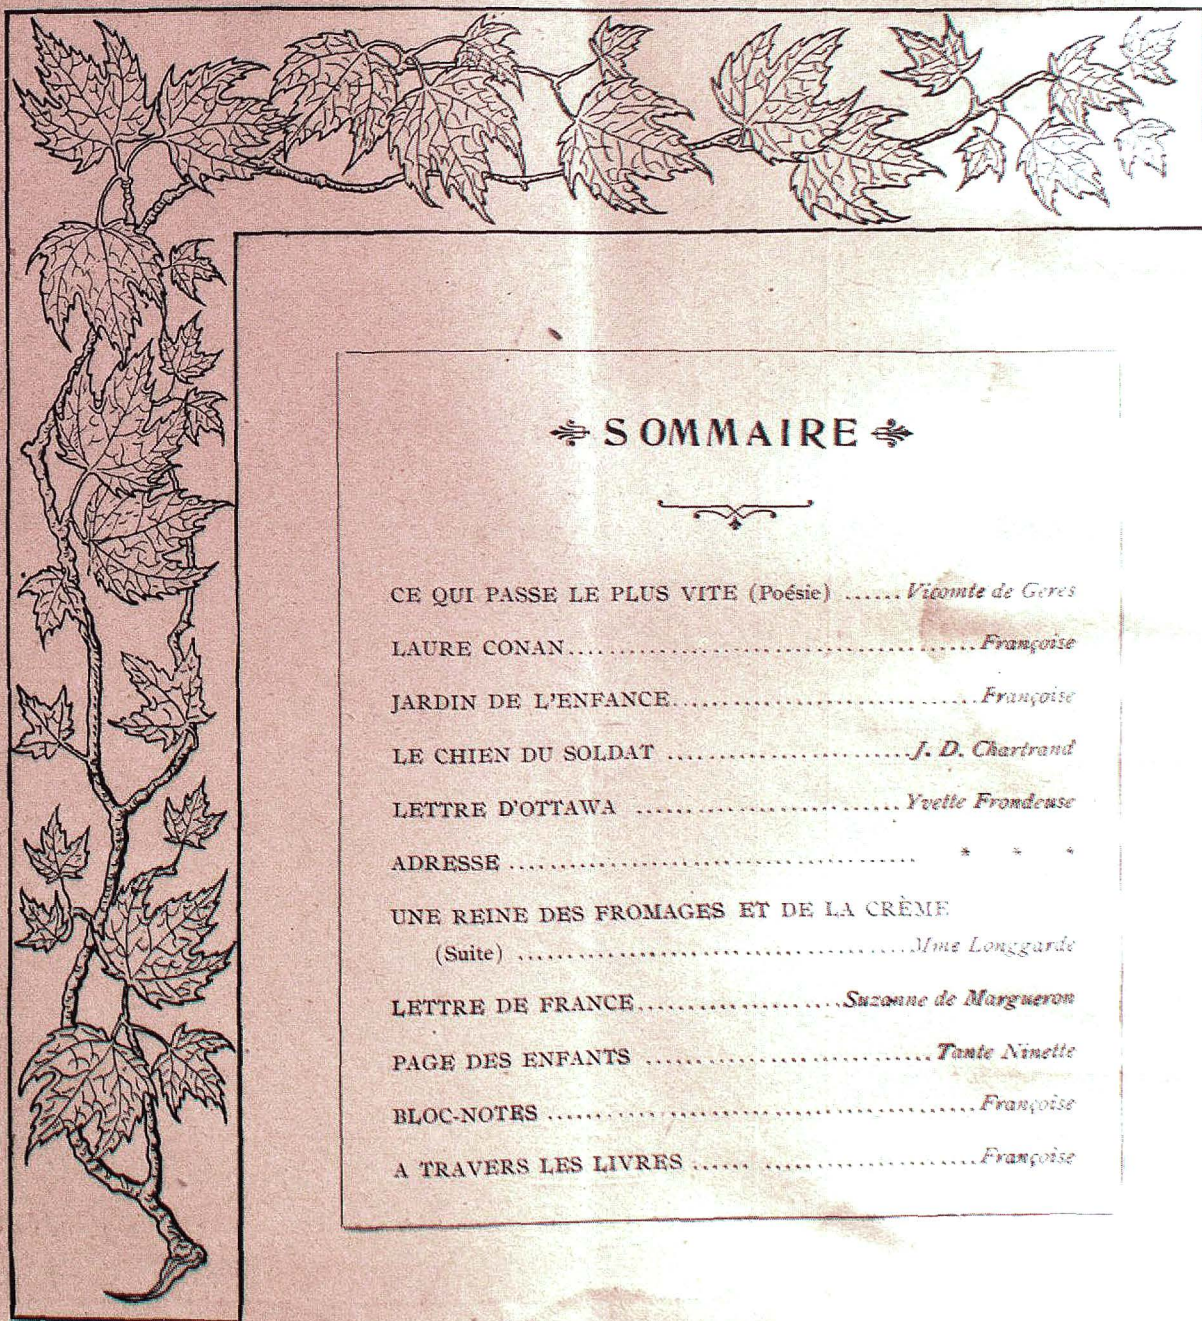 SOMMAIRE
CE QUI PASSE LE PLUS VITE (Poésie) ...... Vicomte de Geres
LAURE CONAN........................................Françoise
JARDIN DE L'ENFANCE..............................Françoise
LE CHIEN DU SOLDAT ........................J. D. Chartrand
LETTRE D'OTTAWA .......................... Yvette Frondeuse
ADRESSE ........................................ * * *
UNE REINE DES FROMAGES ET DE LA CRÈME
(Suite) .......................................Mme Longgarde
LETTRE DE FRANCE....................Suzanne de Margueron
PAGE DES ENFANTS ............................Tante Ninette
BLOC-NOTES ..........................................Françoise
A TRAVERS LES LIVRES ...... .....................Françoise